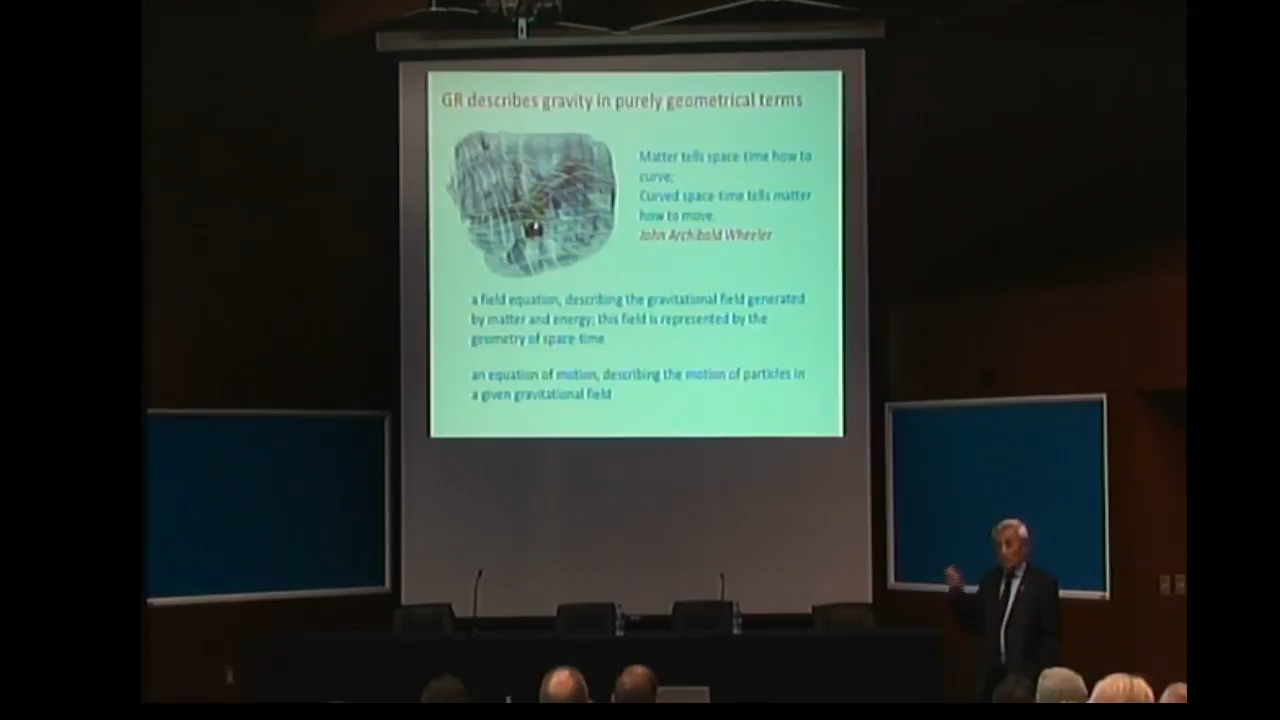 GR describes gravity in purely geometrical terms
Matter tells space-time how to
curve;
Curved space-time tells matter
how to move.
John Archibald Wheeler
a field equation, describing the gravitational field generated
by matter and energy; this field is represented by the
geometry of space-time
an equation of motion, describing the motion of particles in
a given gravitational field